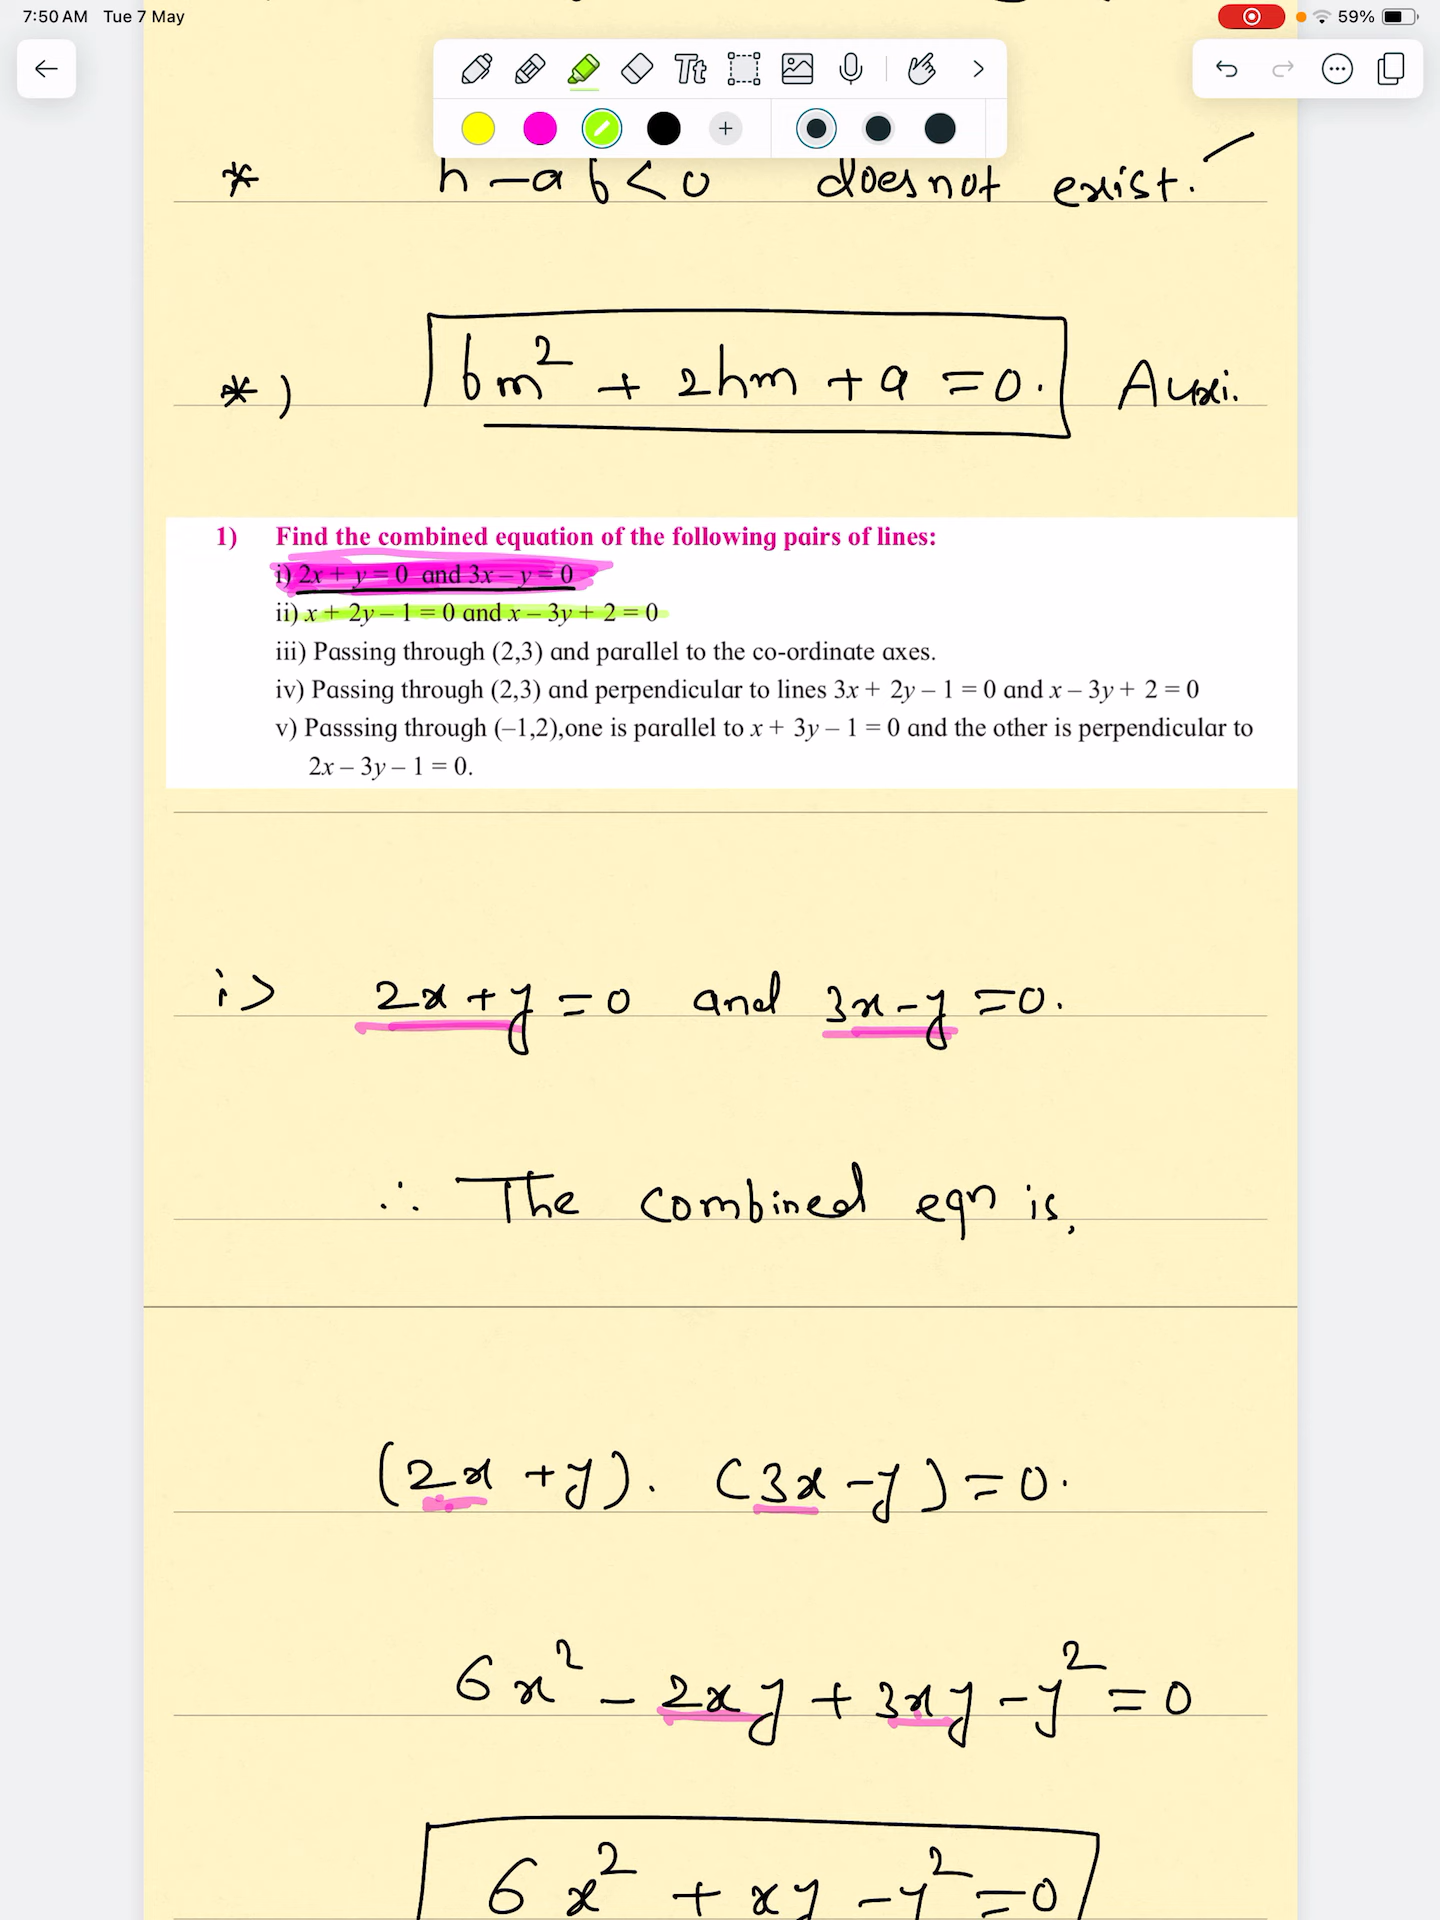 7:50 AM Tue 7 May
59%
Tt
* h - ab < 0 does not exist.
*) bm² + 2hm + a = 0. Auxi.
1) Find the combined equation of the following pairs of lines:
i) 2x + y = 0 and 3x – y = 0
ii) x + 2y – 1 = 0 and x – 3y + 2 = 0
iii) Passing through (2,3) and parallel to the co-ordinate axes.
iv) Passing through (2,3) and perpendicular to lines 3x + 2y – 1 = 0 and x – 3y + 2 = 0
v) Passsing through (–1,2),one is parallel to x + 3y – 1 = 0 and the other is perpendicular to
2x – 3y – 1 = 0.
i> 2x + y = 0 and 3x - y = 0.
∴ The combined eqn is,
(2x + y). (3x - y) = 0.
6x² - 2xy + 3xy - y² = 0
6x² + xy - y² = 0